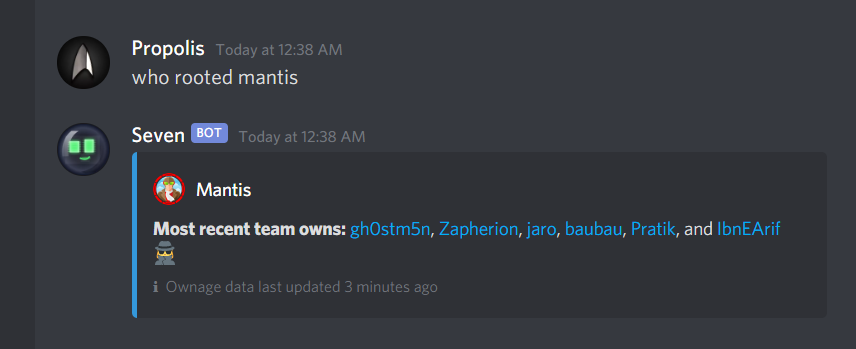 Propolis Today at 12:38 AM
who rooted mantis
Seven BOT Today at 12:38 AM
Mantis
Most recent team owns: gh0stm5n, Zapherion, jaro, baubau, Pratik, and IbnEArif
ℹ Ownage data last updated 3 minutes ago